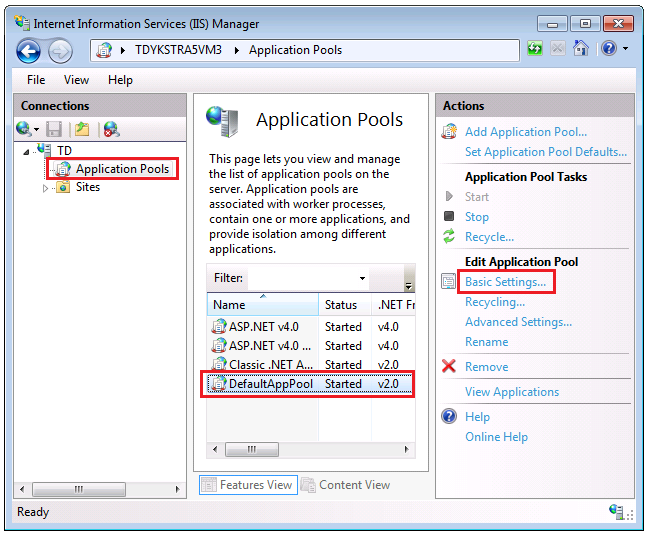 Internet Information Services (IIS) Manager
TDYKSTRA5VM3 Application Pools
File View Help
Connections
TD
Application Pools
Sites
Application Pools
This page lets you view and manage
the list of application pools on the
server. Application pools are
associated with worker processes,
contain one or more applications, and
provide isolation among different
applications.
Filter:
Name Status .NET Fr
ASP.NET v4.0 Started v4.0
ASP.NET v4.0 ... Started v4.0
Classic .NET A... Started v2.0
DefaultAppPool Started v2.0
Features View Content View
Actions
Add Application Pool...
Set Application Pool Defaults...
Application Pool Tasks
Start
Stop
Recycle...
Edit Application Pool
Basic Settings...
Recycling...
Advanced Settings...
Rename
Remove
View Applications
Help
Online Help
Ready